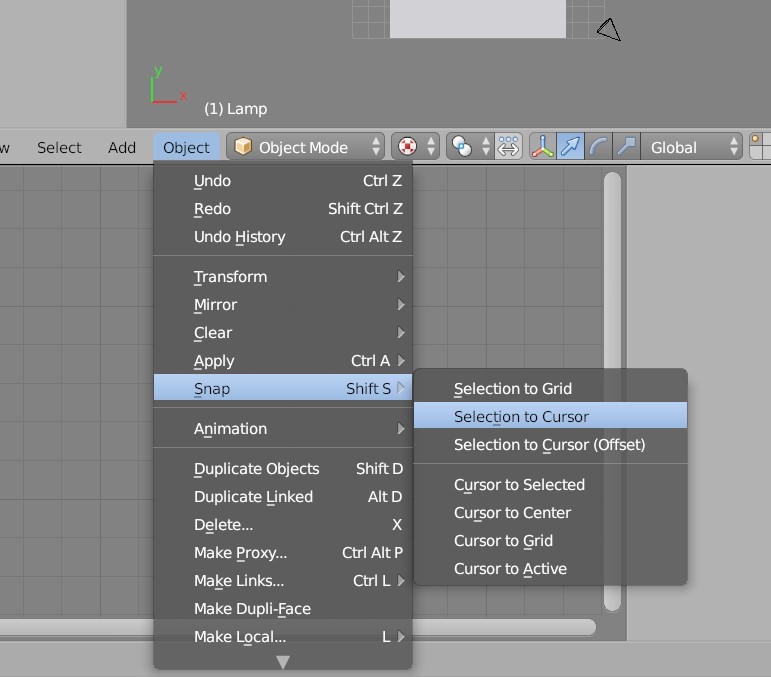 y
x
(1) Lamp
w Select Add Object Object Mode Global
Undo Ctrl Z
Redo Shift Ctrl Z
Undo History Ctrl Alt Z
Transform
Mirror
Clear
Apply Ctrl A
Snap Shift S
Animation
Duplicate Objects Shift D
Duplicate Linked Alt D
Delete... X
Make Proxy... Ctrl Alt P
Make Links... Ctrl L
Make Dupli-Face
Make Local... L
Selection to Grid
Selection to Cursor
Selection to Cursor (Offset)
Cursor to Selected
Cursor to Center
Cursor to Grid
Cursor to Active